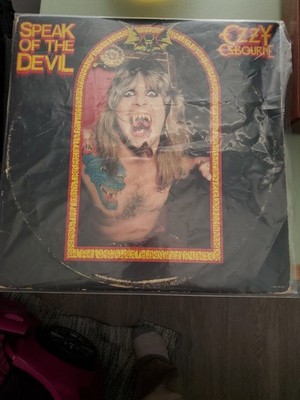 SPEAK
OF THE
DEVIL
OZZY
OSBOURNE